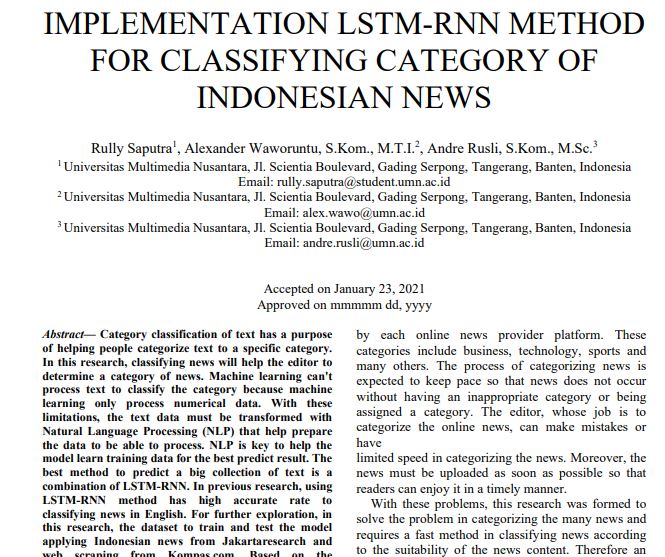 IMPLEMENTATION LSTM-RNN METHOD
FOR CLASSIFYING CATEGORY OF
INDONESIAN NEWS
Rully Saputra1, Alexander Waworuntu, S.Kom., M.T.I.2, Andre Rusli, S.Kom., M.Sc.3
1 Universitas Multimedia Nusantara, Jl. Scientia Boulevard, Gading Serpong, Tangerang, Banten, Indonesia
Email: rully.saputra@student.umn.ac.id
2 Universitas Multimedia Nusantara, Jl. Scientia Boulevard, Gading Serpong, Tangerang, Banten, Indonesia
Email: alex.wawo@umn.ac.id
3 Universitas Multimedia Nusantara, Jl. Scientia Boulevard, Gading Serpong, Tangerang, Banten, Indonesia
Email: andre.rusli@umn.ac.id
Accepted on January 23, 2021
Approved on mmmmm dd, yyyy
Abstract— Category classification of text has a purpose
of helping people categorize text to a specific category.
In this research, classifying news will help the editor to
determine a category of news. Machine learning can't
process text to classify the category because machine
learning only process numerical data. With these
limitations, the text data must be transformed with
Natural Language Processing (NLP) that help prepare
the data to be able to process. NLP is key to help the
model learn training data for the best predict result. The
best method to predict a big collection of text is a
combination of LSTM-RNN. In previous research, using
LSTM-RNN method has high accurate rate to
classifying news in English. For further exploration, in
this research, the dataset to train and test the model
applying Indonesian news from Jakartaresearch and
web scraping from Kompas.com. Based on the
by each online news provider platform. These
categories include business, technology, sports and
many others. The process of categorizing news is
expected to keep pace so that news does not occur
without having an inappropriate category or being
assigned a category. The editor, whose job is to
categorize the online news, can make mistakes or
have
limited speed in categorizing the news. Moreover, the
news must be uploaded as soon as possible so that
readers can enjoy it in a timely manner.
With these problems, this research was formed to
solve the problem in categorizing the many news and
requires a fast method in classifying news according
to the suitability of the news content. Therefore an